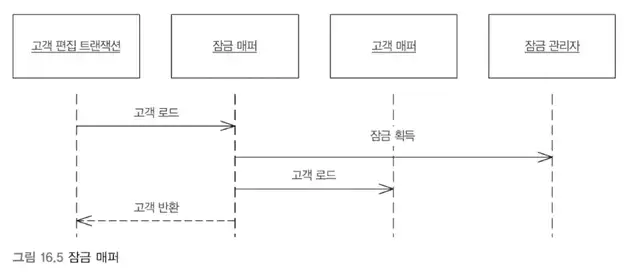 고객 편집 트랜잭션
잠금 매퍼
고객 매퍼
잠금 관리자
고객 로드
잠금 획득
고객 로드
고객 반환
그림 16.5 잠금 매퍼